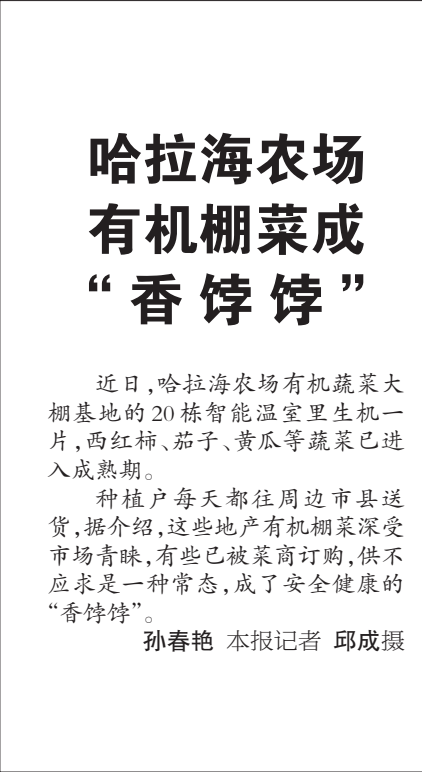 哈拉海农场
有机棚菜成
“香饽饽”
近日,哈拉海农场有机蔬菜大
棚基地的20栋智能温室里生机一
片,西红柿、茄子、黄瓜等蔬菜已进
入成熟期。
种植户每天都往周边市县送
货,据介绍,这些地产有机棚菜深受
市场青睐,有些已被菜商订购,供不
应求是一种常态,成了安全健康的
“香饽饽”。
孙春艳 本报记者 邱成摄